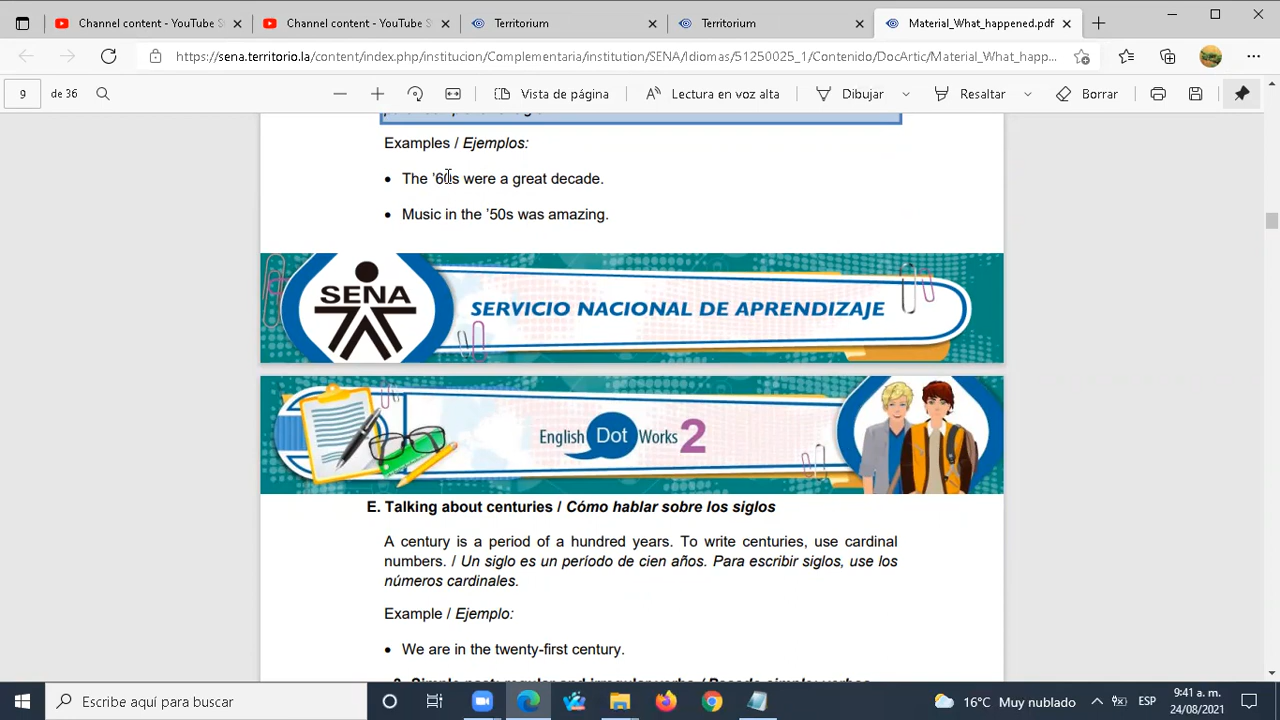 Channel content - YouTube S
Channel content - YouTube S
Territorium
Territorium
Material_What_happened.pdf
https://sena.territorio.la/content/index.php/institucion/Complementaria/institution/SENA/Idiomas/51250025_1/Contenido/DocArtic/Material_What_happ...
9 de 36
Vista de página
Lectura en voz alta
Dibujar
Resaltar
Borrar
Examples / Ejemplos:
• The ’60s were a great decade.
• Music in the ’50s was amazing.
SENA
SERVICIO NACIONAL DE APRENDIZAJE
English Dot Works 2
E. Talking about centuries / Cómo hablar sobre los siglos
A century is a period of a hundred years. To write centuries, use cardinal
numbers. / Un siglo es un período de cien años. Para escribir siglos, use los
números cardinales.
Example / Ejemplo:
• We are in the twenty-first century.
Escribe aquí para buscar
16°C Muy nublado
ESP
9:41 a. m.
24/08/2021